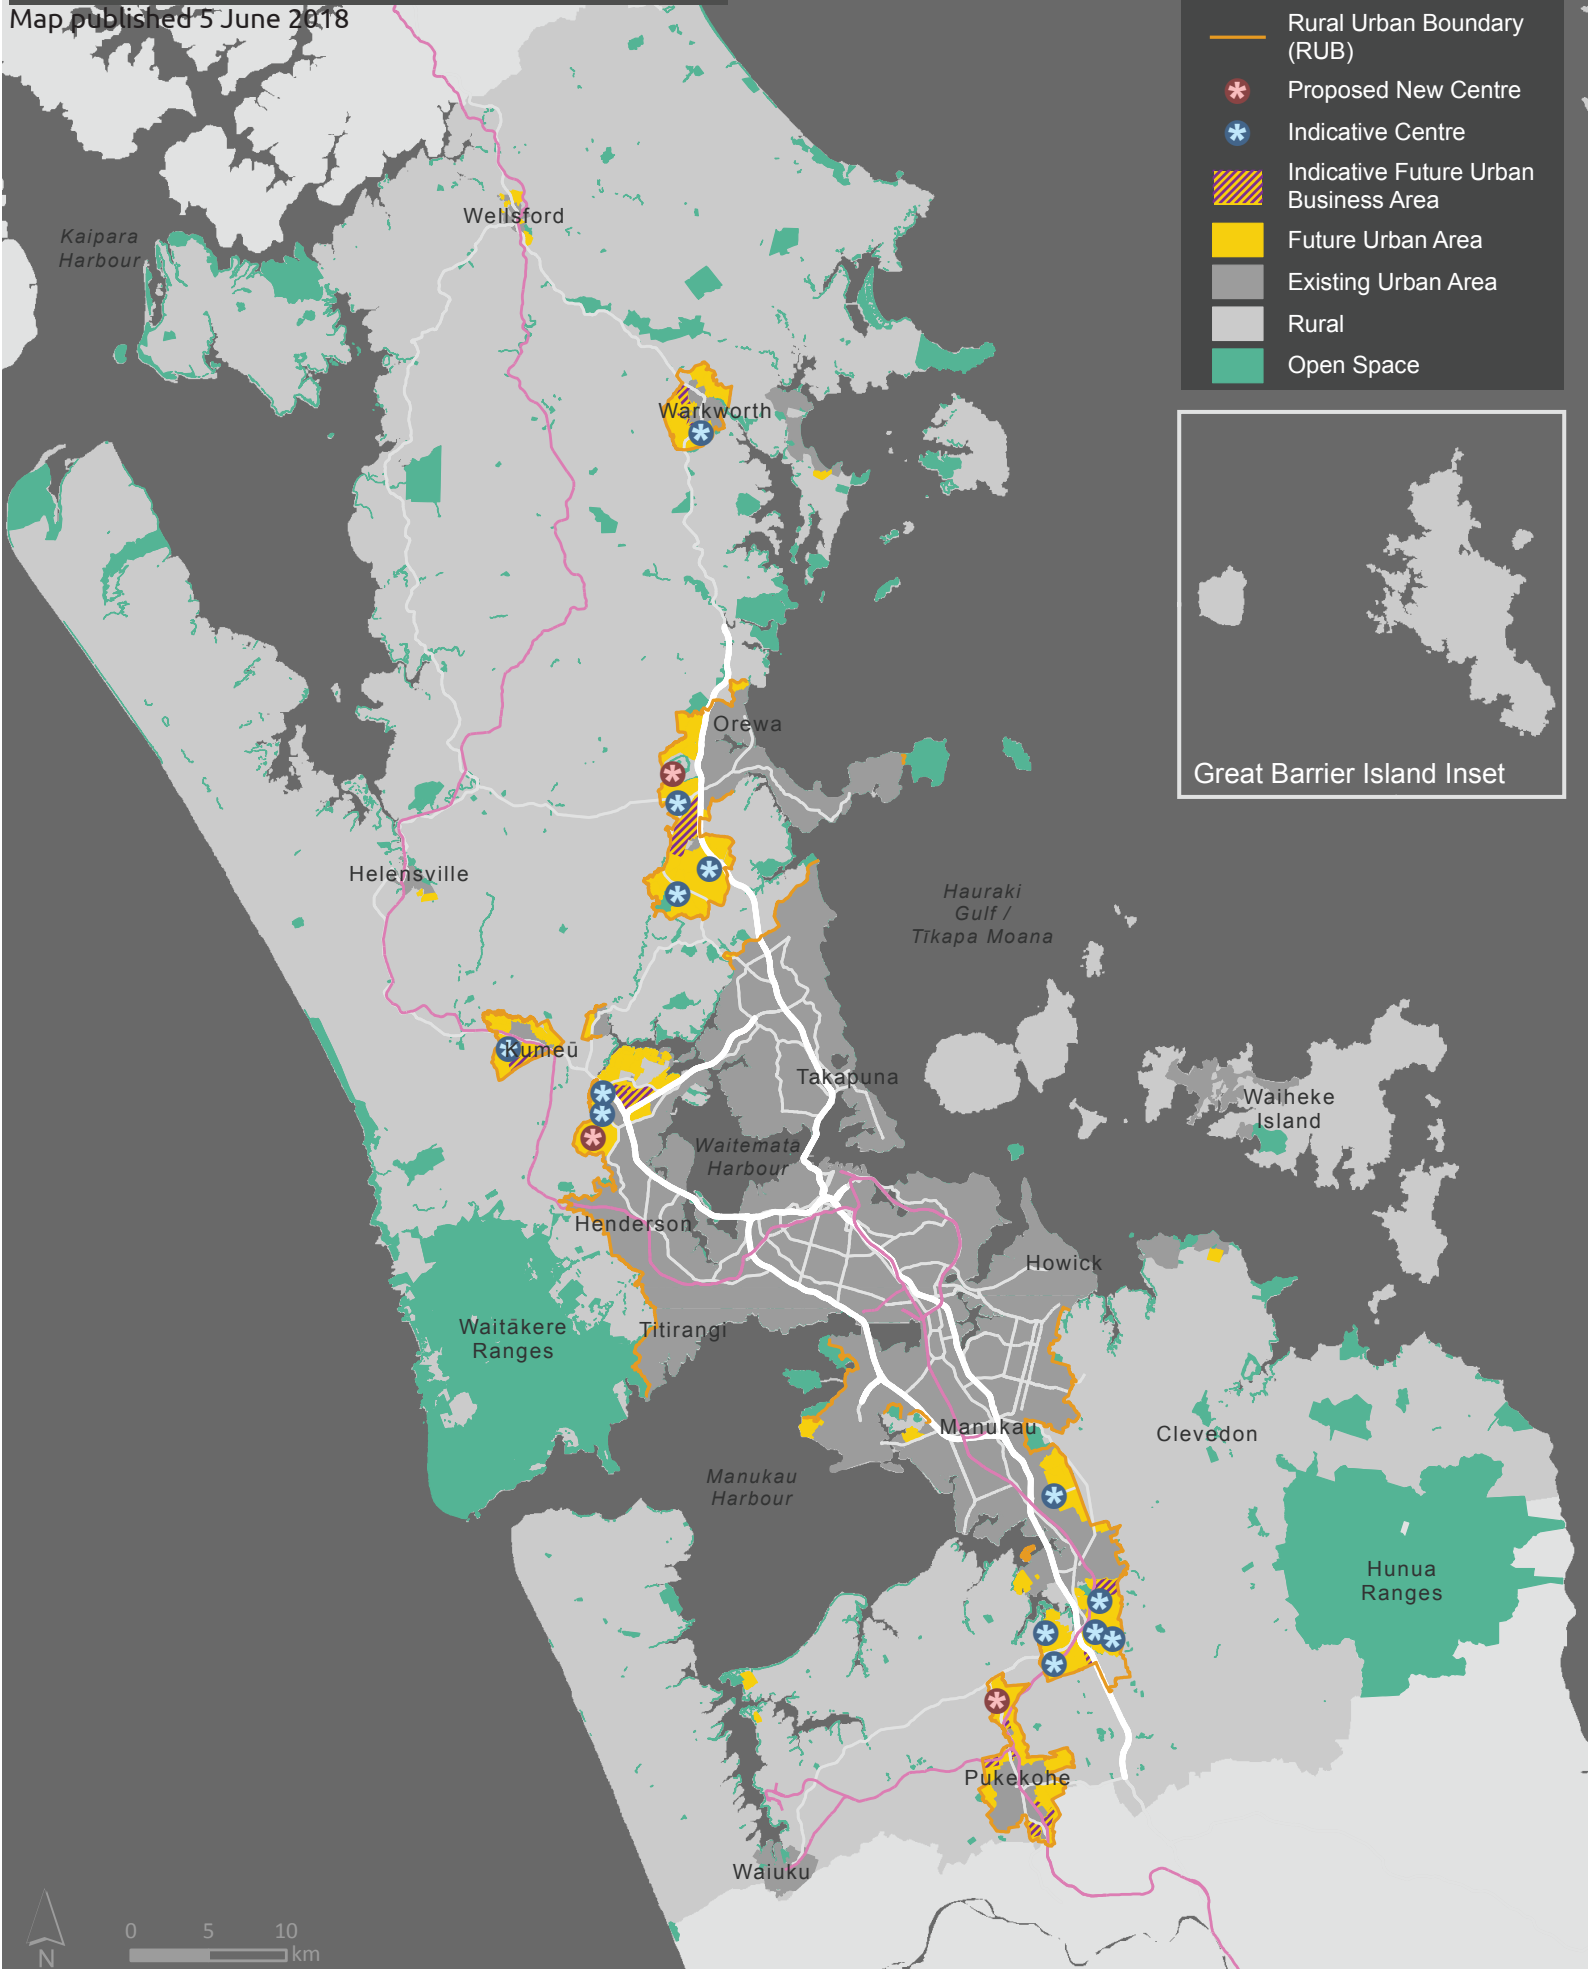 Map published 5 June 2018
Rural Urban Boundary
(RUB)
Proposed New Centre
Indicative Centre
Indicative Future Urban
Business Area
Future Urban Area
Existing Urban Area
Rural
Open Space
Great Barrier Island Inset
Kaipara
Harbour
Wellsford
Warkworth
Orewa
Helensville
Hauraki
Gulf /
Tīkapa Moana
Kumeū
Takapuna
Waiheke
Island
Waitemata
Harbour
Henderson
Howick
Waitākere
Ranges
Titirangi
Manukau
Clevedon
Manukau
Harbour
Hunua
Ranges
Pukekohe
Waiuku
0 5 10
km
N